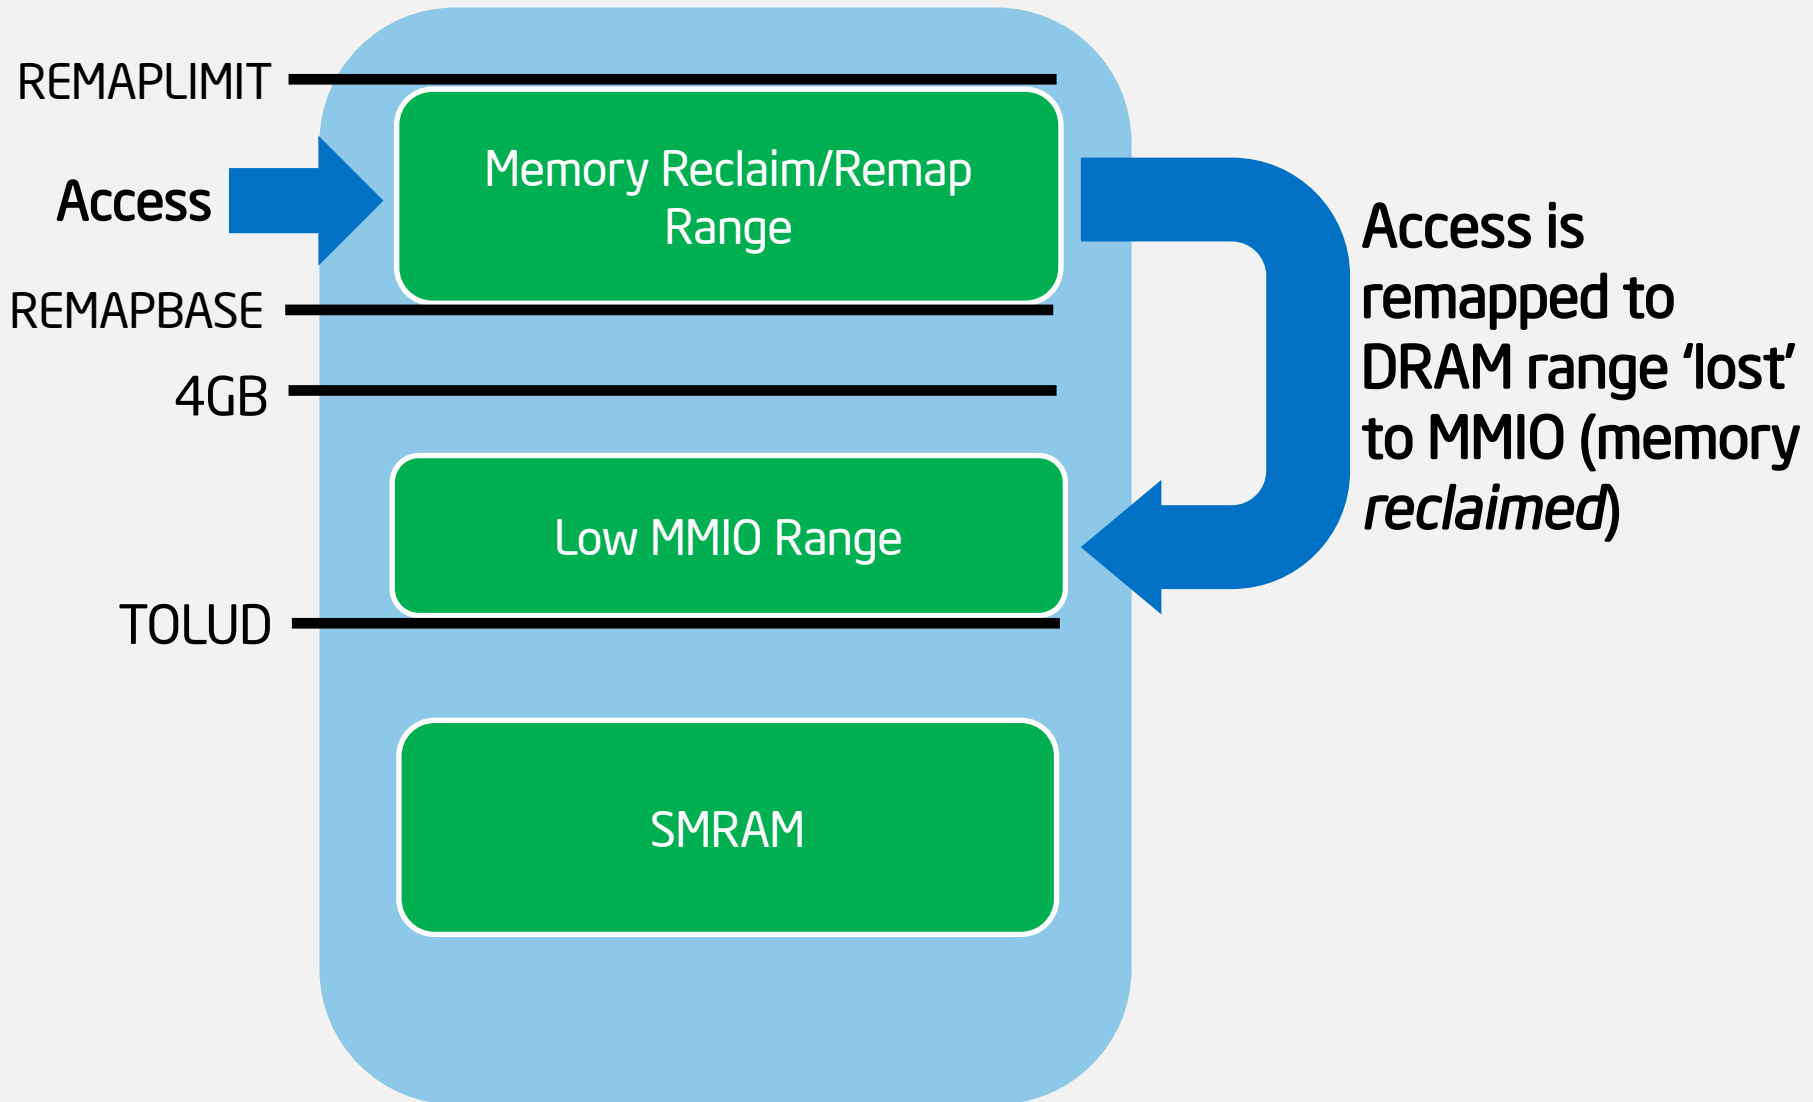 REMAPLIMIT
Memory Reclaim/Remap
Range
Access
REMAPBASE
4GB
Access is
remapped to
DRAM range ‘lost’
to MMIO (memory
reclaimed)
Low MMIO Range
TOLUD
SMRAM